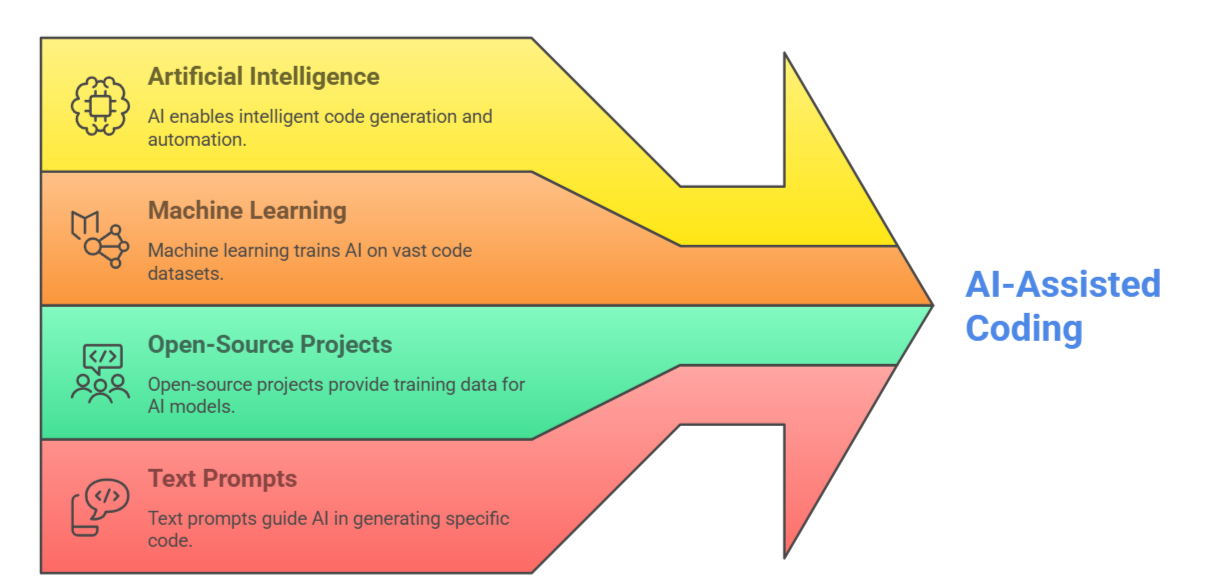 Artificial Intelligence
AI enables intelligent code generation and
automation.
Machine Learning
Machine learning trains AI on vast code
datasets.
Open-Source Projects
Open-source projects provide training data for
AI models.
Text Prompts
Text prompts guide AI in generating specific
code.
AI-Assisted
Coding